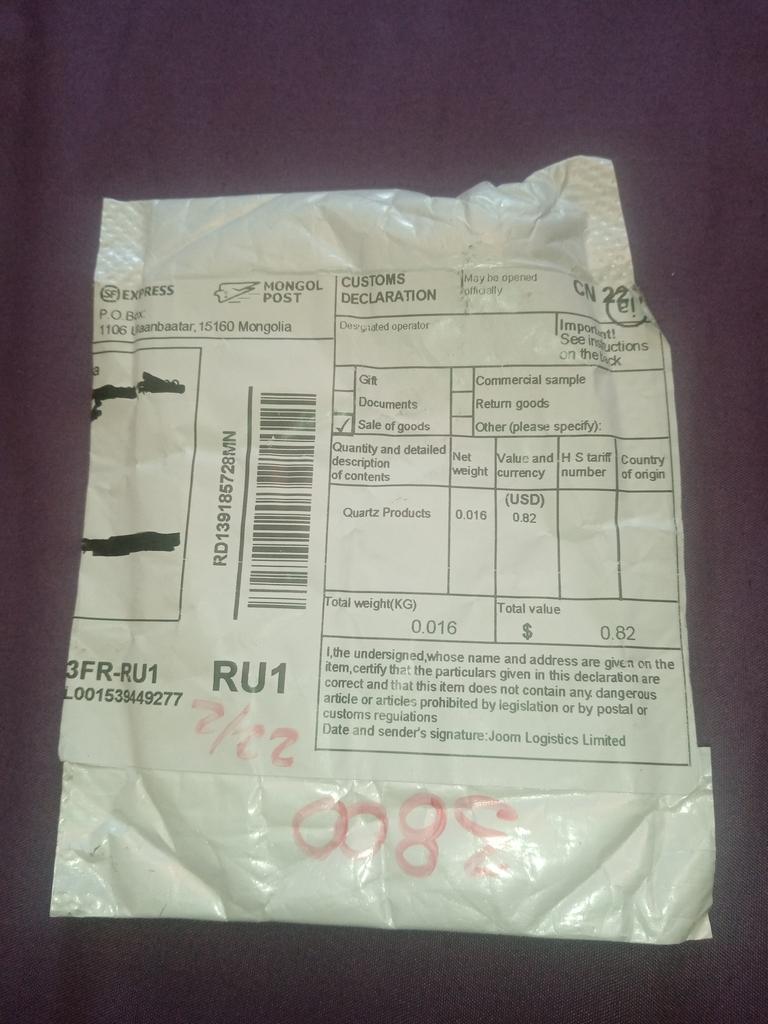 SF EXPRESS
MONGOL
POST
P.O.Box
1106 Ulaanbaatar, 15160 Mongolia
RD139185728MN
3FR-RU1
L001539449277
RU1
22/2
CUSTOMS
DECLARATION
May be opened
officially
CN 22
Designated operator
Important!
See instructions
on the back
Gift
Commercial sample
Documents
Return goods
✓ Sale of goods
Other (please specify):
Quantity and detailed
description
of contents
Net
weight
Value and
currency
H S tariff
number
Country
of origin
(USD)
Quartz Products 0.016 0.82
Total weight(KG) Total value
0.016 $ 0.82
I,the undersigned,whose name and address are given on the
item,certify that the particulars given in this declaration are
correct and that this item does not contain any dangerous
article or articles prohibited by legislation or by postal or
customs regulations
Date and sender's signature:Joom Logistics Limited